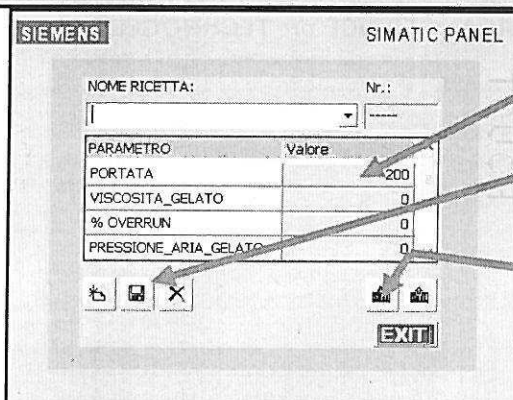 SIEMENS
SIMATIC PANEL
NOME RICETTA:
Nr.:
-----
PARAMETRO Valore
PORTATA 200
VISCOSITA_GELATO 0
% OVERRUN 0
PRESSIONE_ARIA_GELATO 0
EXIT